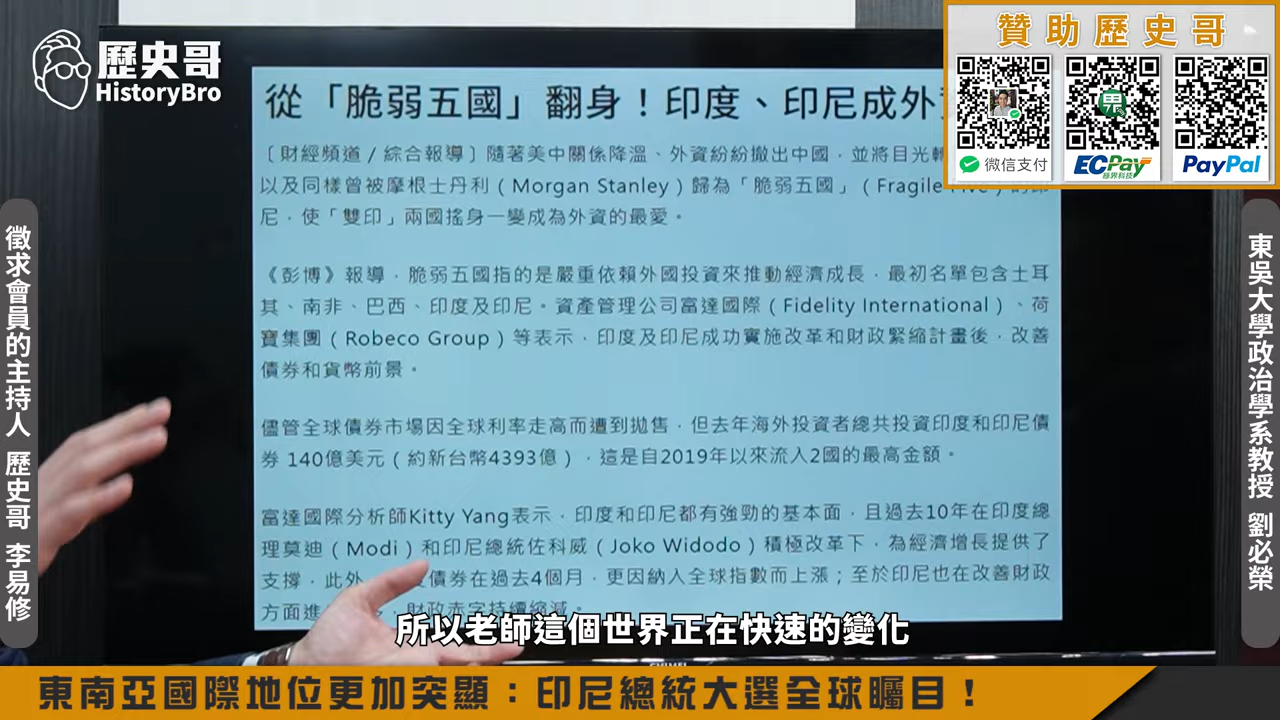 歷史哥
HistoryBro
贊助歷史哥
微信支付
ECPay
綠界科技
PayPal
從「脆弱五國」翻身！印度、印尼成外
〔財經頻道／綜合報導〕隨著美中關係降溫、外資紛紛撤出中國，並將目光
以及同樣曾被摩根士丹利（Morgan Stanley）歸為「脆弱五國」（Fragile
尼，使「雙印」兩國搖身一變成為外資的最愛。
《彭博》報導，脆弱五國指的是嚴重依賴外國投資來推動經濟成長，最初名單包含土耳
其、南非、巴西、印度及印尼。資產管理公司富達國際（Fidelity International）、荷
寶集團（Robeco Group）等表示，印度及印尼成功實施改革和財政緊縮計畫後，改善
債券和貨幣前景。
儘管全球債券市場因全球利率走高而遭到拋售，但去年海外投資者總共投資印度和印尼債
券 140億美元（約新台幣4393億），這是自2019年以來流入2國的最高金額。
富達國際分析師Kitty Yang表示，印度和印尼都有強勁的基本面，且過去10年在印度總
理莫迪（Modi）和印尼總統佐科威（Joko Widodo）積極改革下，為經濟增長提供了
支撐，此外 債券在過去4個月，更因納入全球指數而上漲；至於印尼也在改善財政
方面進 財政赤字持續縮減。
徵求會員的主持人 歷史哥 李易修
東吳大學政治學系教授 劉必榮
所以老師這個世界正在快速的變化
CHIMEI
東南亞國際地位更加突顯：印尼總統大選全球矚目！